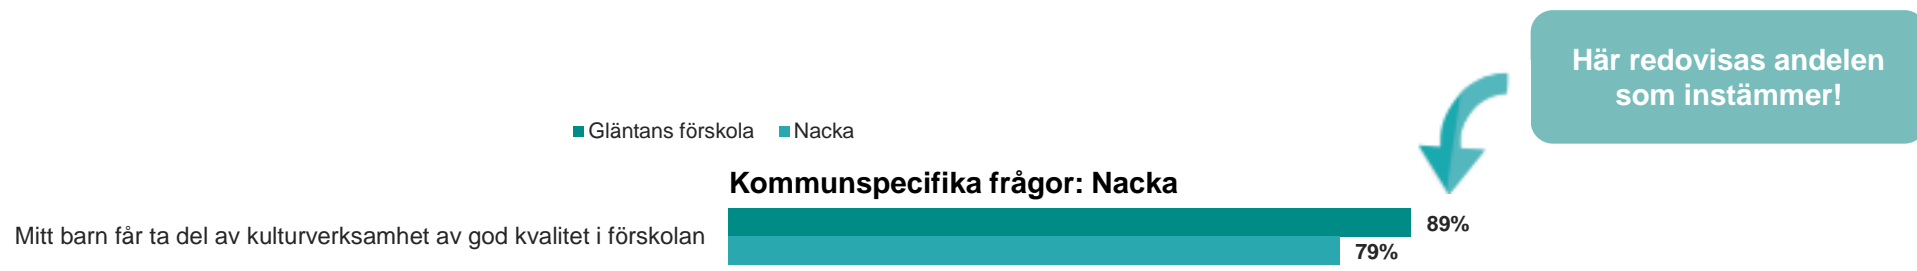 Här redovisas andelen
som instämmer!
Gläntans förskola Nacka
Kommunspecifika frågor: Nacka
Mitt barn får ta del av kulturverksamhet av god kvalitet i förskolan
89%
79%